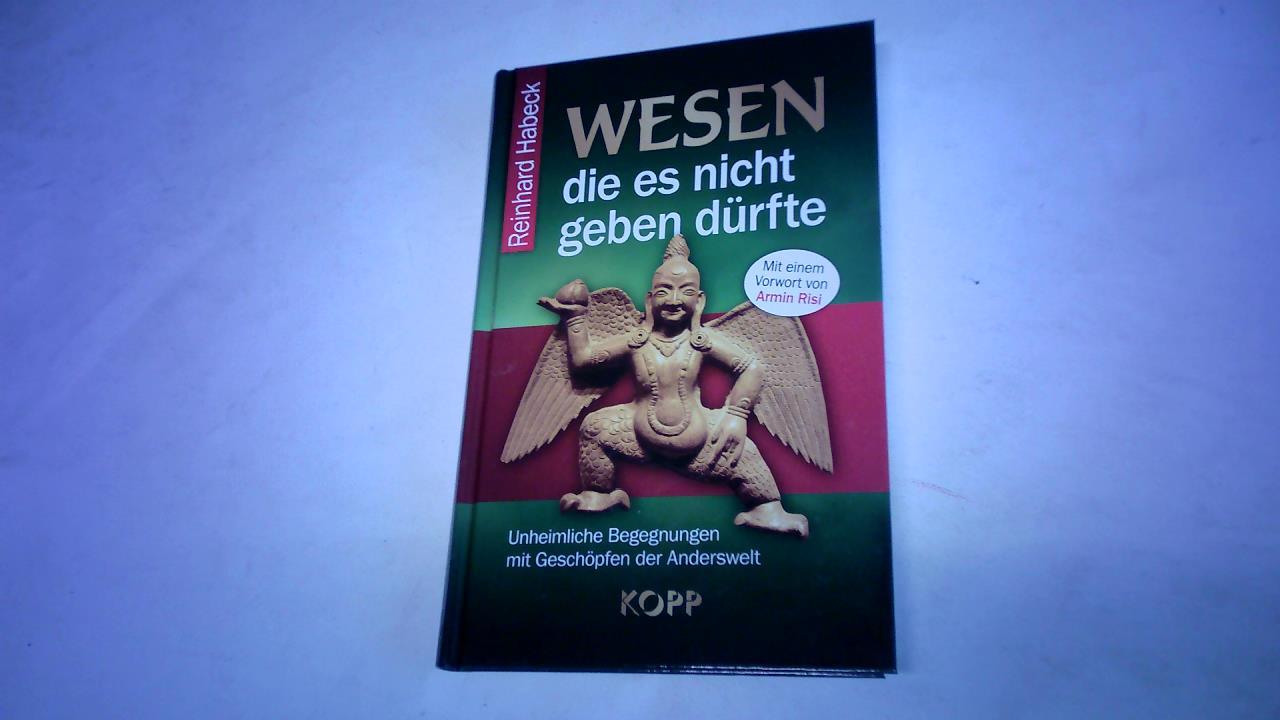 Reinhard Habeck
WESEN
die es nicht
geben dürfte
Mit einem
Vorwort von
Armin Risi
Unheimliche Begegnungen
mit Geschöpfen der Anderswelt
KOPP